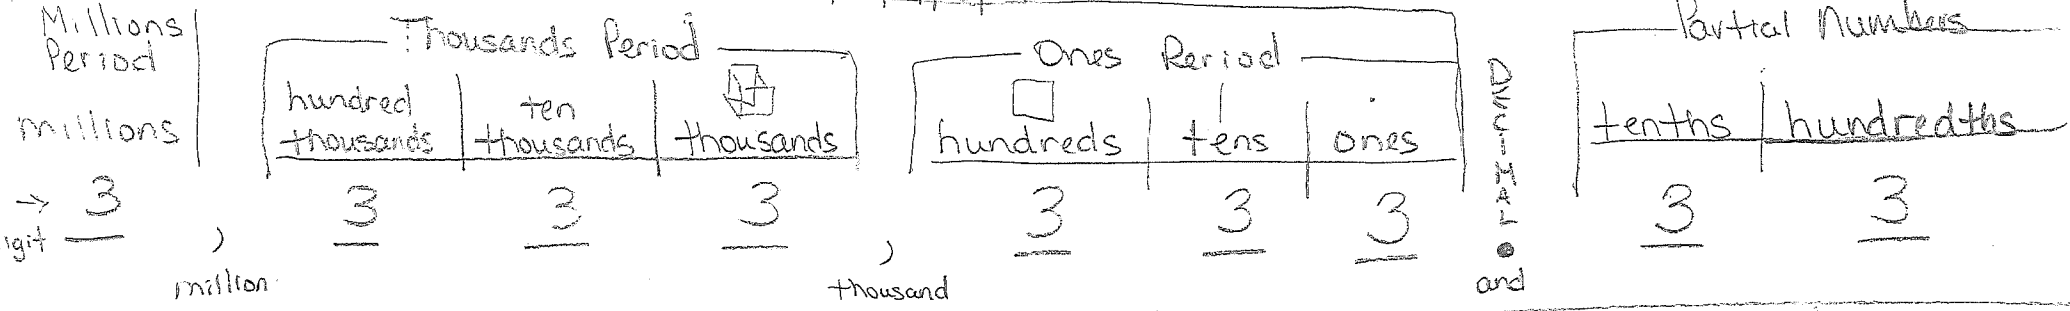 Millions
Period
millions
Thousands Period
hundred
thousands
ten
thousands
thousands
Ones Period
hundreds
tens
ones
DECIMAL
Partial Numbers
tenths
hundredths
→ 3 , 3 3 3 , 3 3 3 . 3 3
igit
million
thousand
and